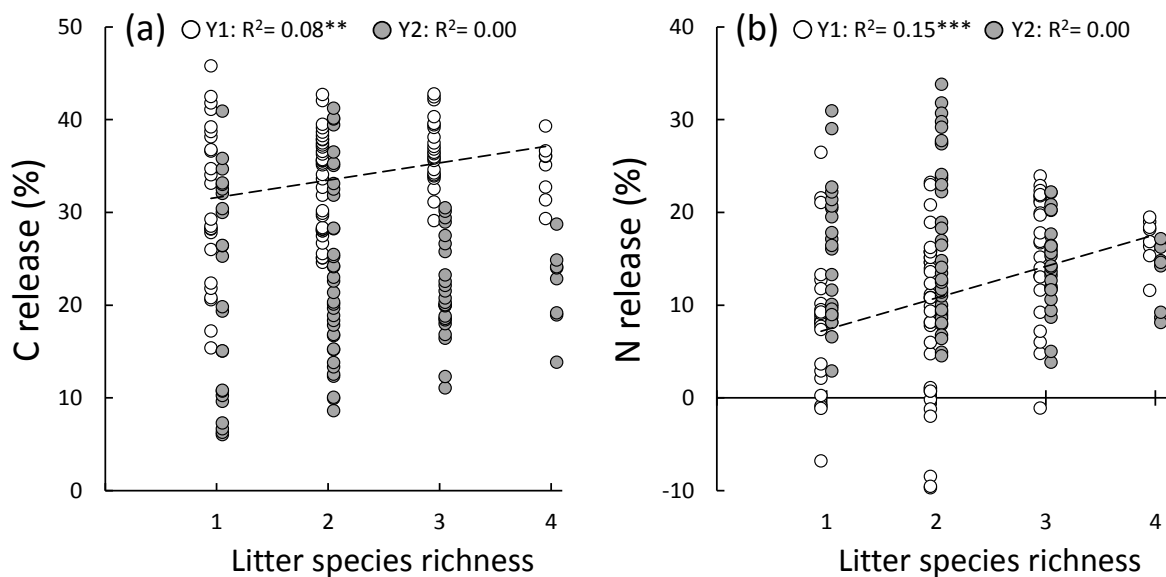 (a) Y1: R²= 0.08** Y2: R²= 0.00
50
40
30
20
10
0
C release (%)
1 2 3 4
Litter species richness
(b) Y1: R²= 0.15*** Y2: R²= 0.00
40
30
20
10
0
-10
N release (%)
1 2 3 4
Litter species richness